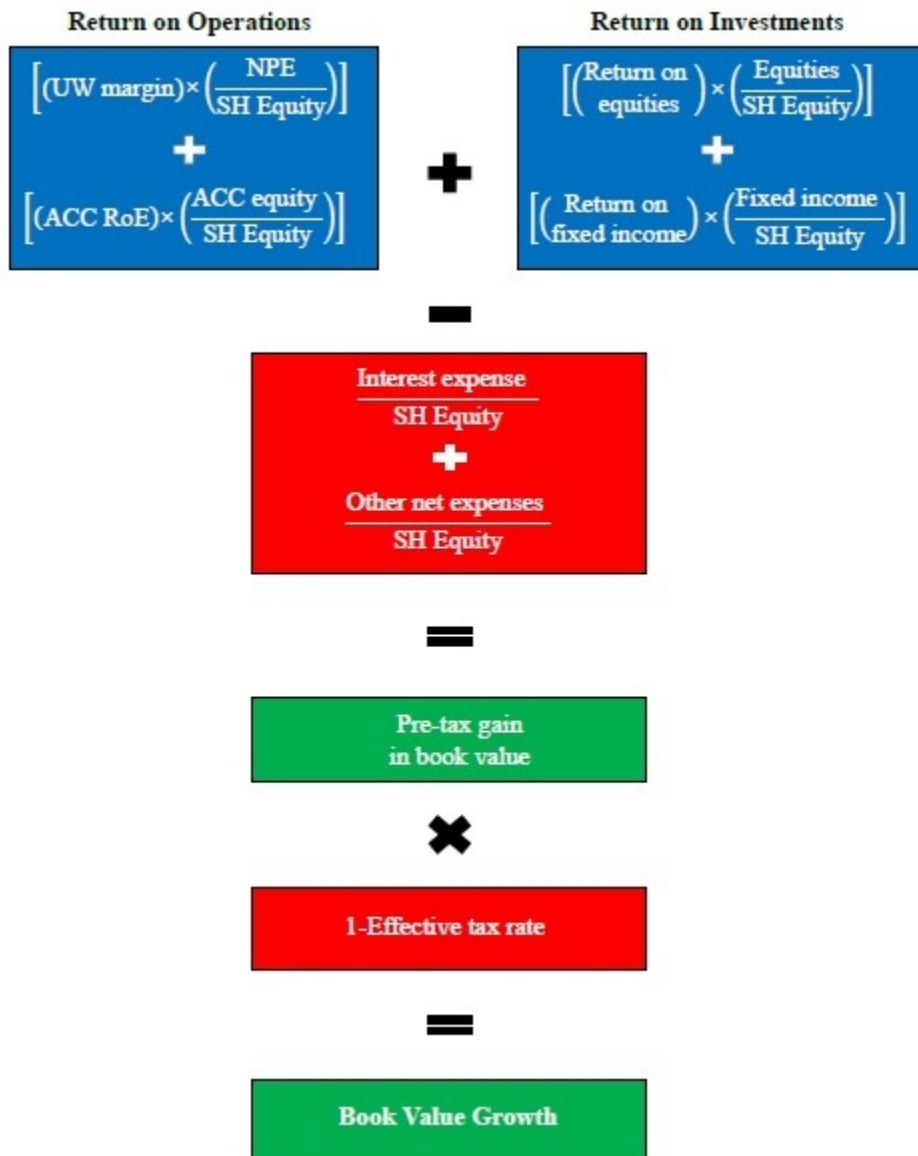 Return on Operations
[(UW margin)×(NPE/SH Equity)]
+
[(ACC RoE)×(ACC equity/SH Equity)]
+
Return on Investments
[(Return on equities)×(Equities/SH Equity)]
+
[(Return on fixed income)×(Fixed income/SH Equity)]
−
Interest expense
SH Equity
+
Other net expenses
SH Equity
=
Pre-tax gain
in book value
×
1-Effective tax rate
=
Book Value Growth